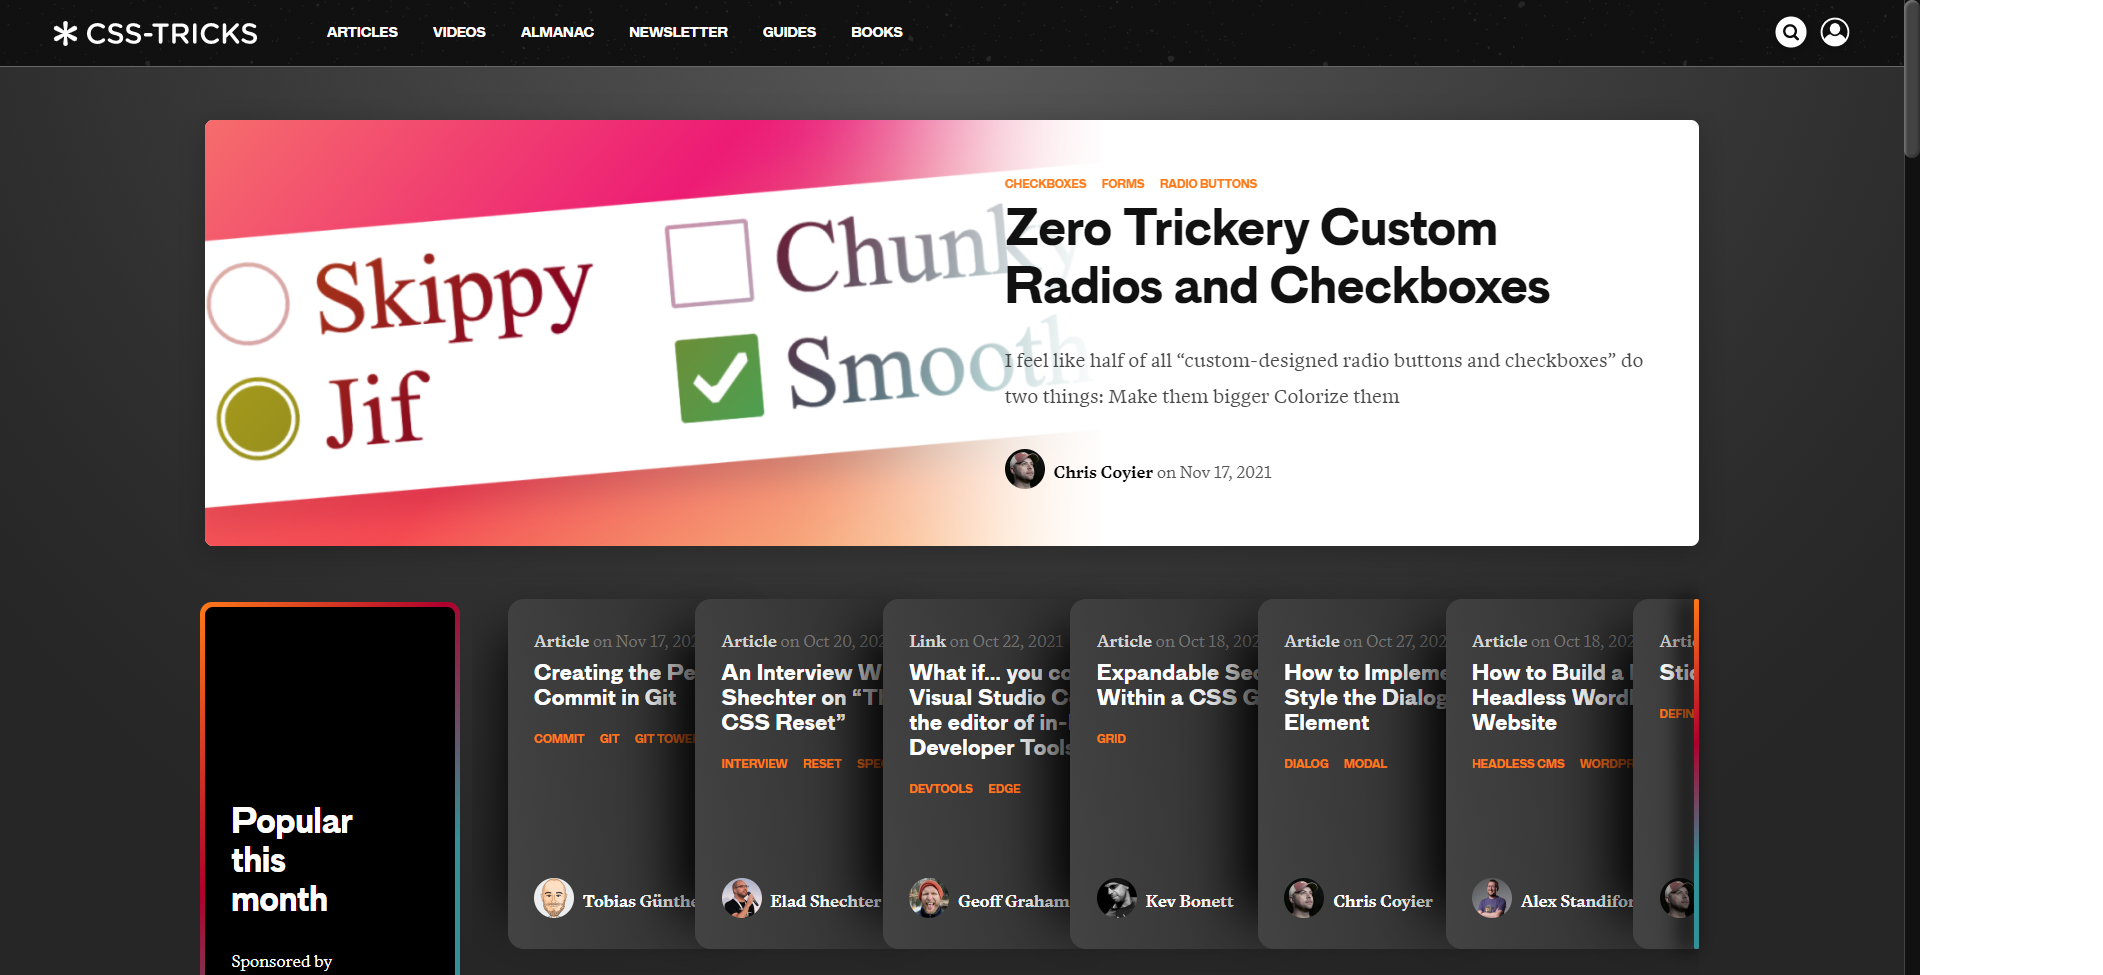 CSS-TRICKS
ARTICLES VIDEOS ALMANAC NEWSLETTER GUIDES BOOKS
Skippy
Jif
Chunky
Smooth
CHECKBOXES FORMS RADIO BUTTONS
Zero Trickery Custom
Radios and Checkboxes
I feel like half of all “custom-designed radio buttons and checkboxes” do
two things: Make them bigger Colorize them
Chris Coyier on Nov 17, 2021
Popular
this
month
Sponsored by
Article on Nov 17, 202
Creating the Pe
Commit in Git
COMMIT GIT GIT TOWE
Tobias Günthe
Article on Oct 20, 202
An Interview W
Shechter on “Th
CSS Reset”
INTERVIEW RESET SPE
Elad Shechter
Link on Oct 22, 2021
What if... you co
Visual Studio C
the editor of in-
Developer Tools
DEVTOOLS EDGE
Geoff Graham
Article on Oct 18, 202
Expandable Sec
Within a CSS G
GRID
Kev Bonett
Article on Oct 27, 202
How to Impleme
Style the Dialog
Element
DIALOG MODAL
Chris Coyier
Article on Oct 18, 202
How to Build a
Headless Word
Website
HEADLESS CMS WORDPR
Alex Standifor
Artic
Stic
DEFIN